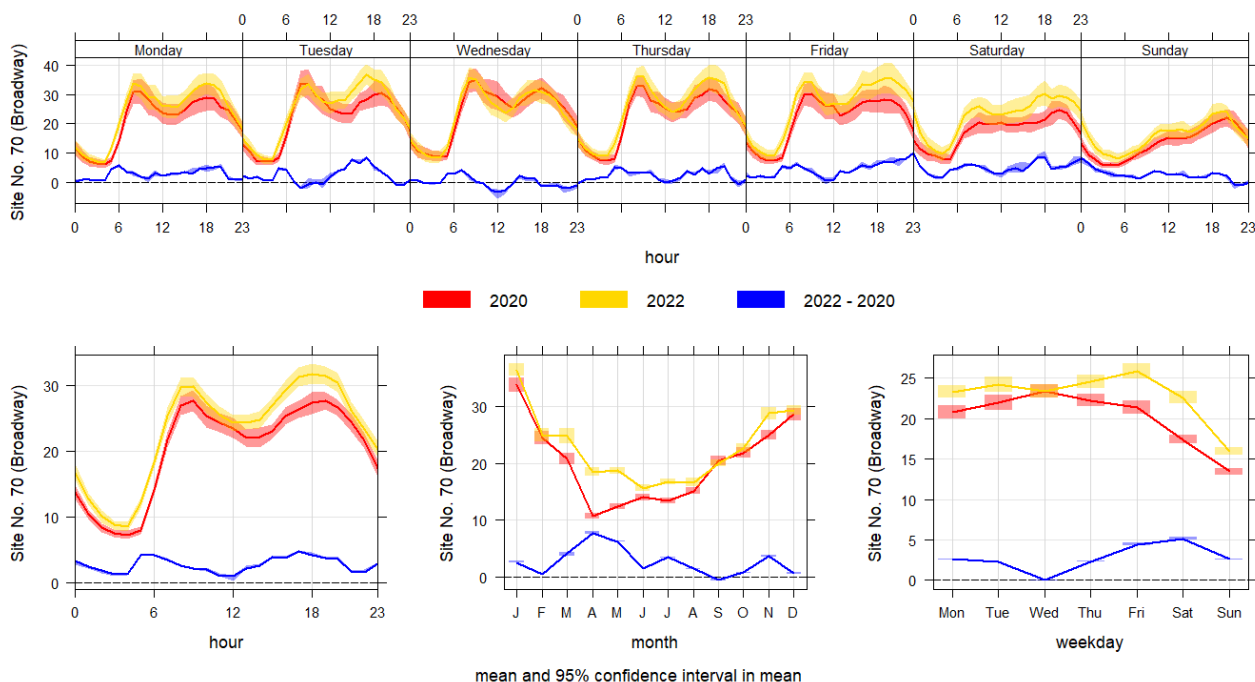 0 6 12 18 23 0 6 12 18 23 0 6 12 18 23
Monday Tuesday Wednesday Thursday Friday Saturday Sunday
Site No. 70 (Broadway)
40
30
20
10
0
0 6 12 18 23 0 6 12 18 23 0 6 12 18 23 0 6 12 18 23
hour
2020 2022 2022 - 2020
Site No. 70 (Broadway)
30
20
10
0
0 6 12 18 23
hour
Site No. 70 (Broadway)
30
20
10
0
J F M A M J J A S O N D
month
Site No. 70 (Broadway)
25
20
15
10
5
0
Mon Tue Wed Thu Fri Sat Sun
weekday
mean and 95% confidence interval in mean